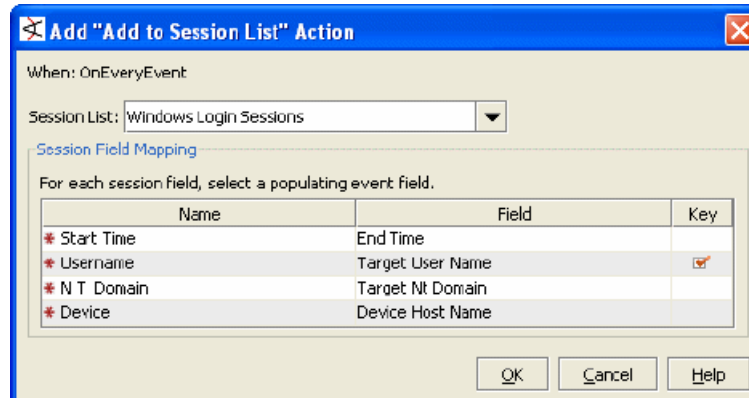 Add "Add to Session List" Action
When: OnEveryEvent
Session List: Windows Login Sessions
Session Field Mapping
For each session field, select a populating event field.
Name Field Key
* Start Time End Time
* Username Target User Name
* N T Domain Target Nt Domain
* Device Device Host Name
OK Cancel Help